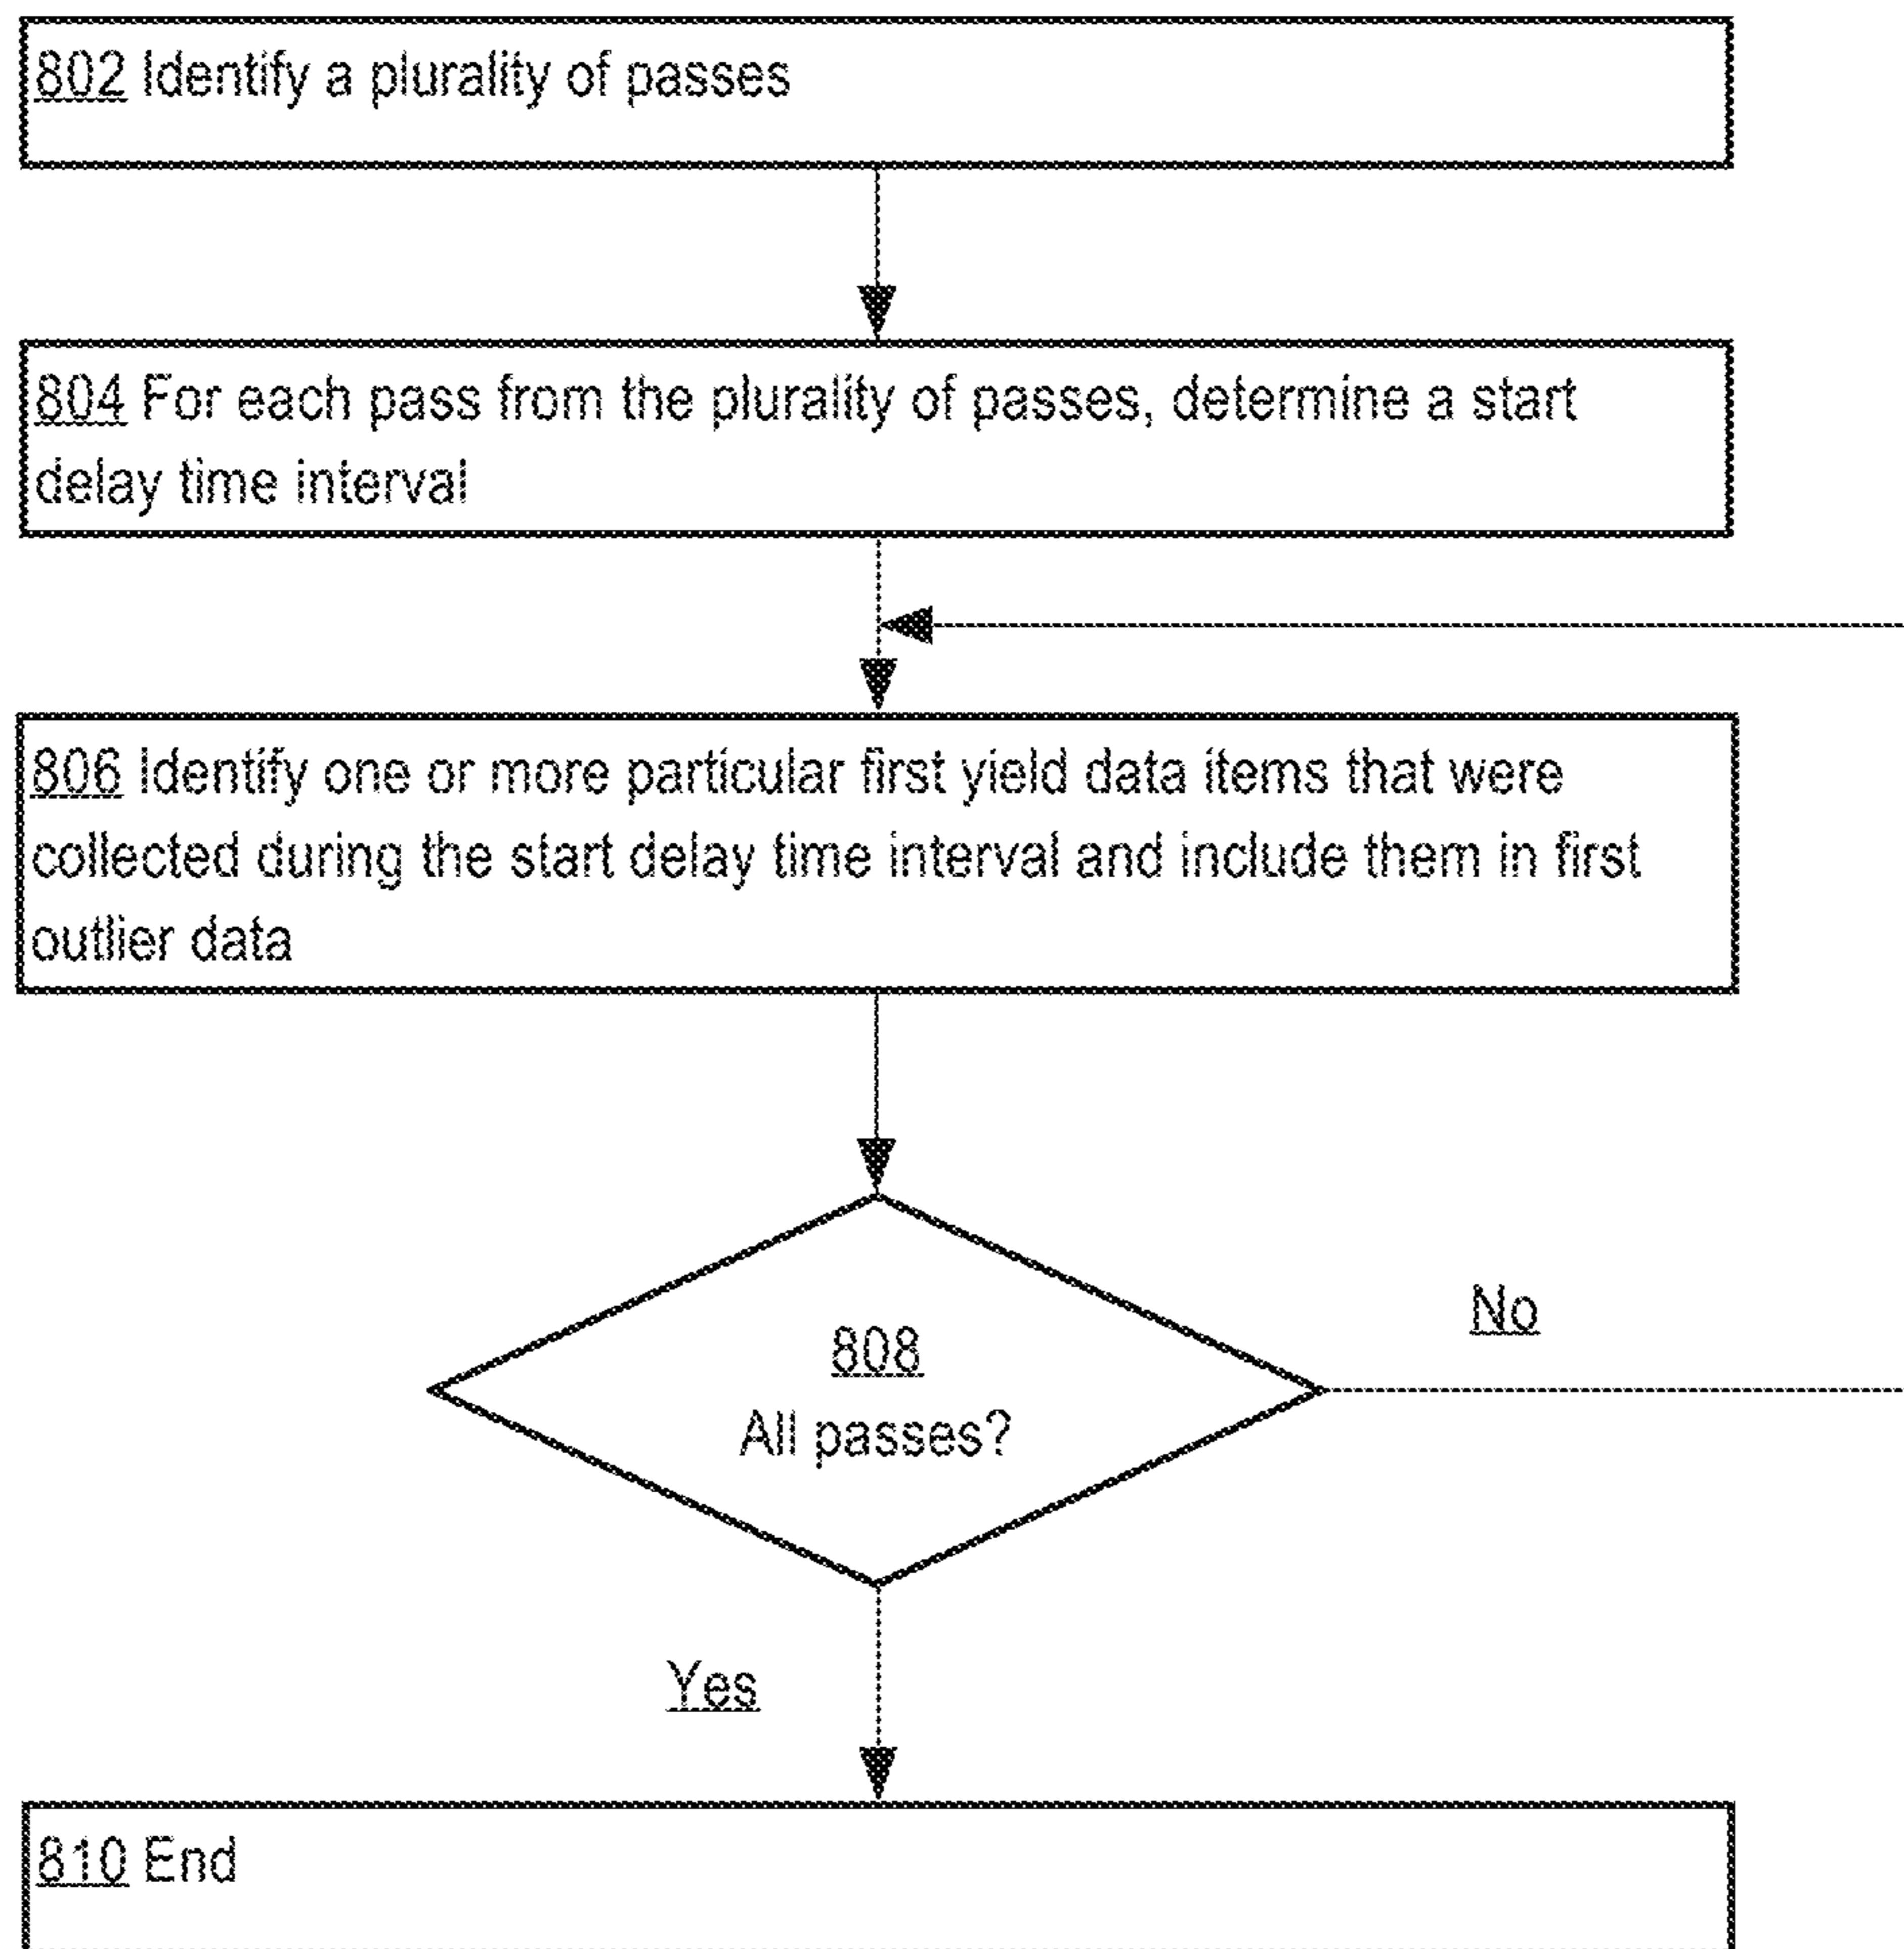 802 Identify a plurality of passes
804 For each pass from the plurality of passes, determine a start
delay time interval
806 Identify one or more particular first yield data items that were
collected during the start delay time interval and include them in first
outlier data
808
All passes?
No
Yes
810 End